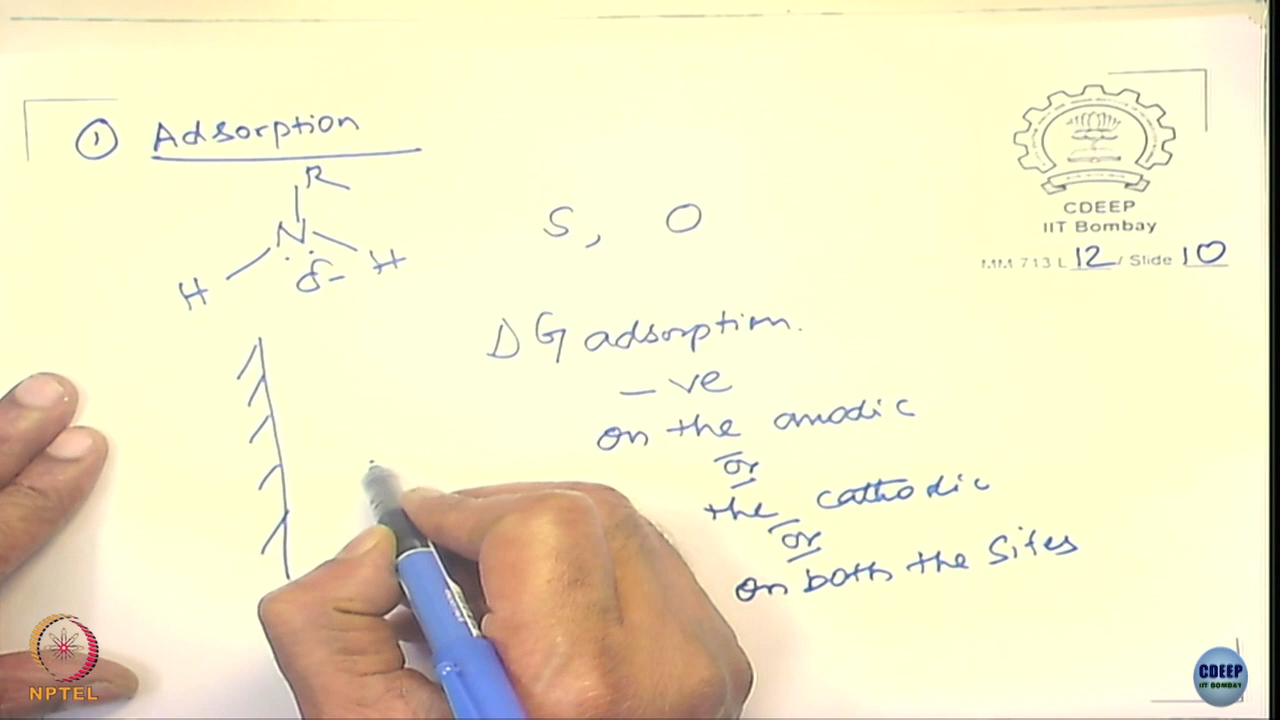 ① Adsorption
R
N
H
δ-
H
S, O
DG adsorption.
-ve
on the anodic
or
the cathodic
or
on both the sites
CDEEP
IIT Bombay
MM 713 L 12 / Slide 10
NPTEL
CDEEP
IIT BOMBAY